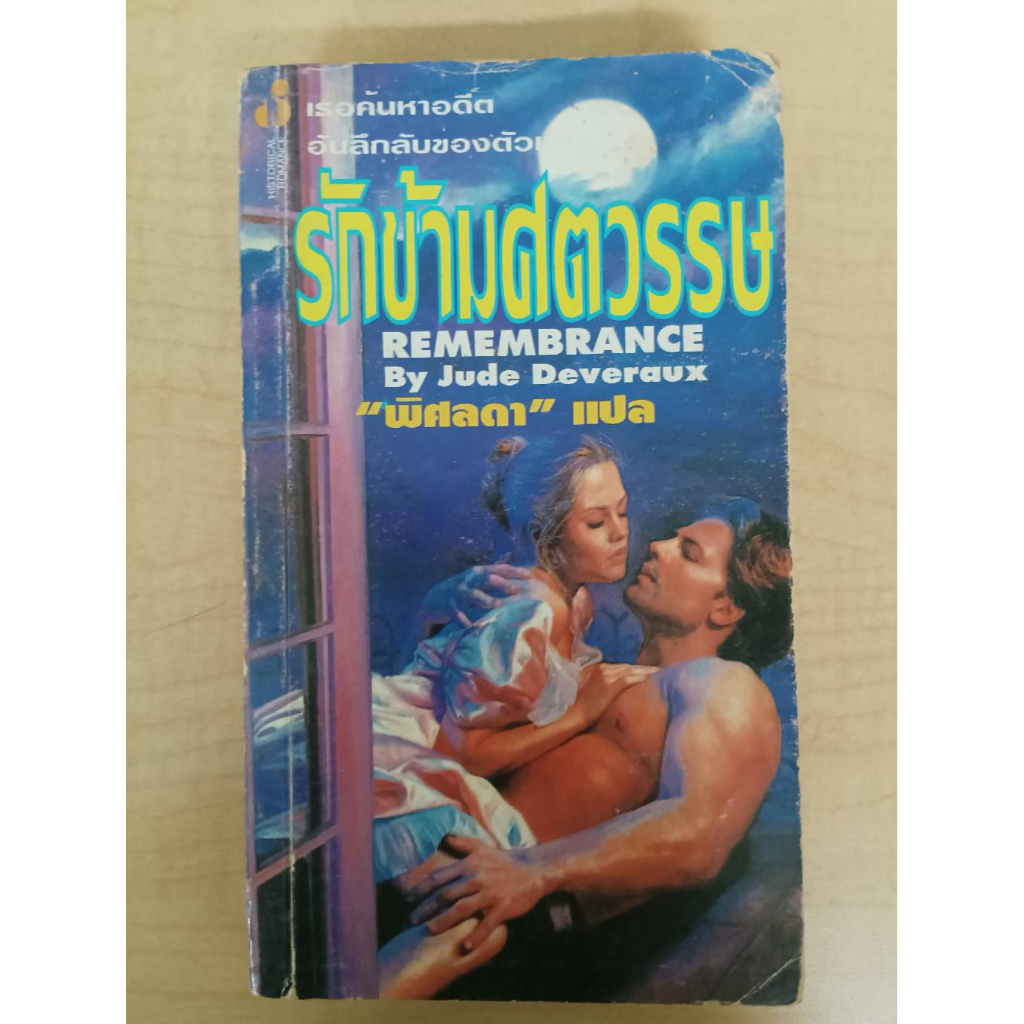 เธอค้นหาอดีต
อันลึกลับของตัว
HISTORICAL
ROMANCE
รักข้ามศตวรรษ
REMEMBRANCE
By Jude Deveraux
“พิศลดา” แปล